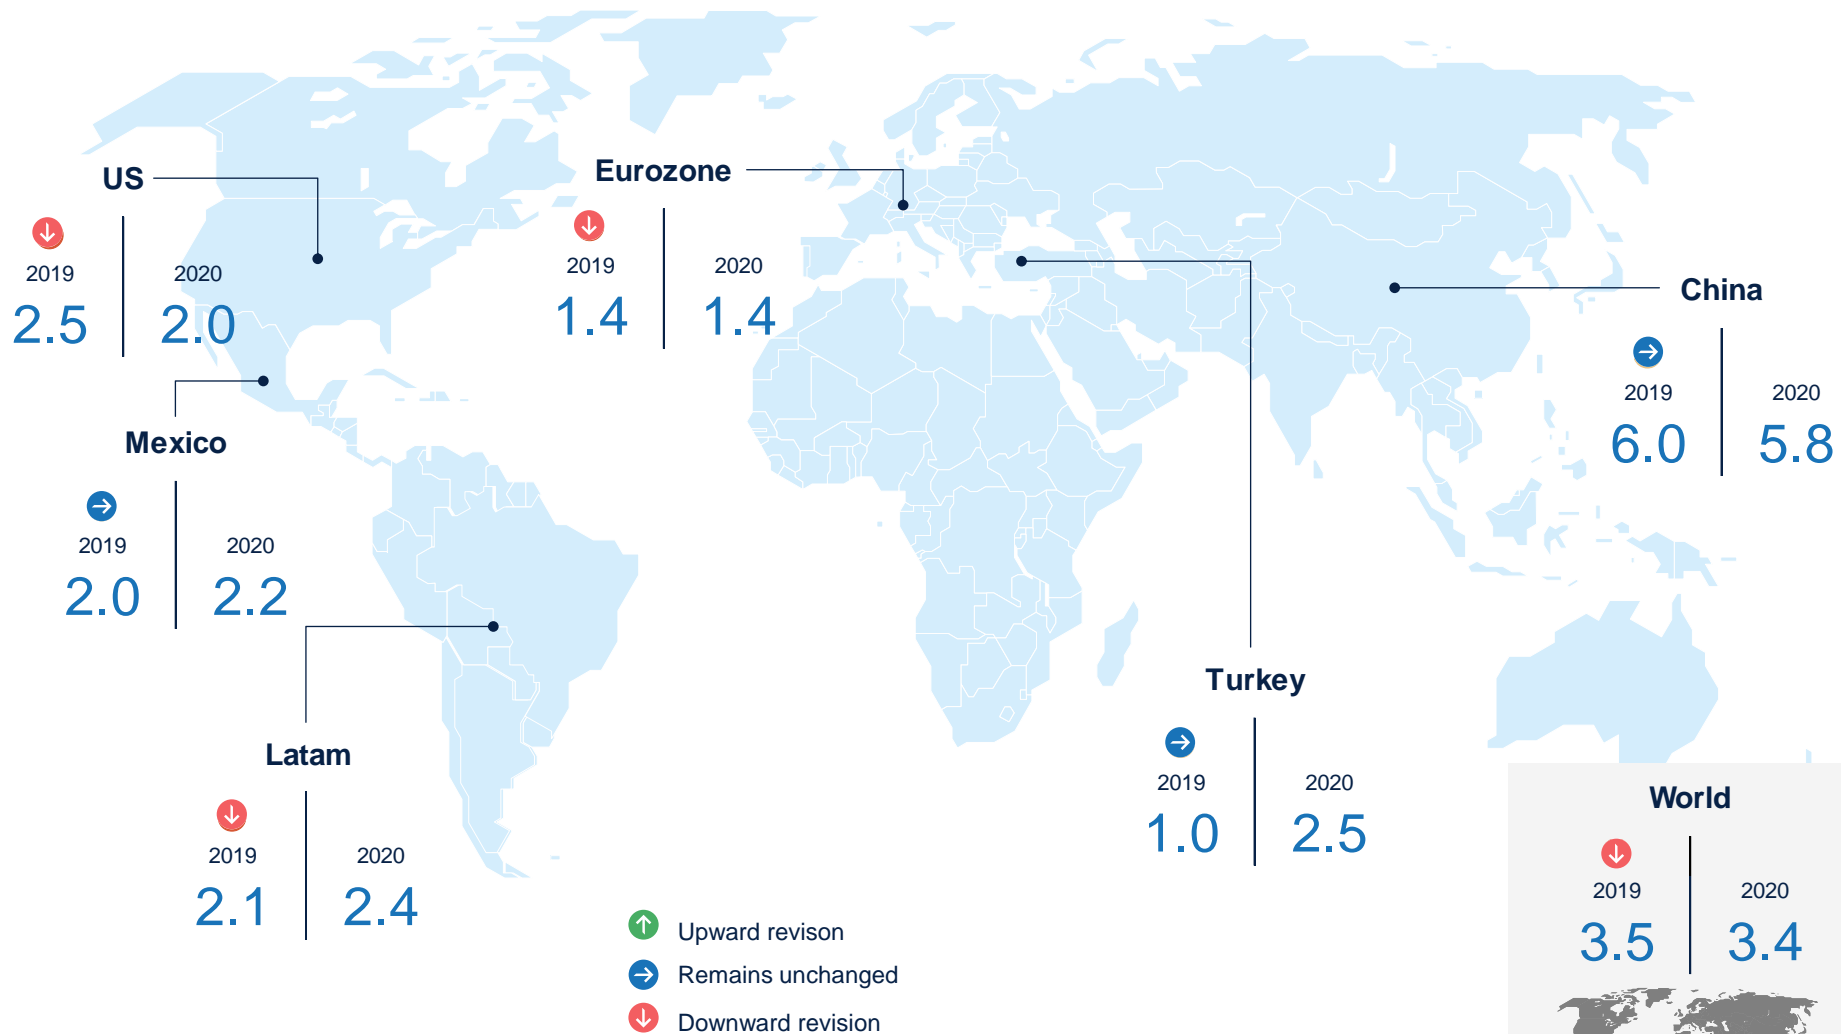 US
2019 2020
2.5 2.0
Eurozone
2019 2020
1.4 1.4
China
2019 2020
6.0 5.8
Mexico
2019 2020
2.0 2.2
Turkey
2019 2020
1.0 2.5
Latam
2019 2020
2.1 2.4
World
2019 2020
3.5 3.4
Upward revison
Remains unchanged
Downward revision